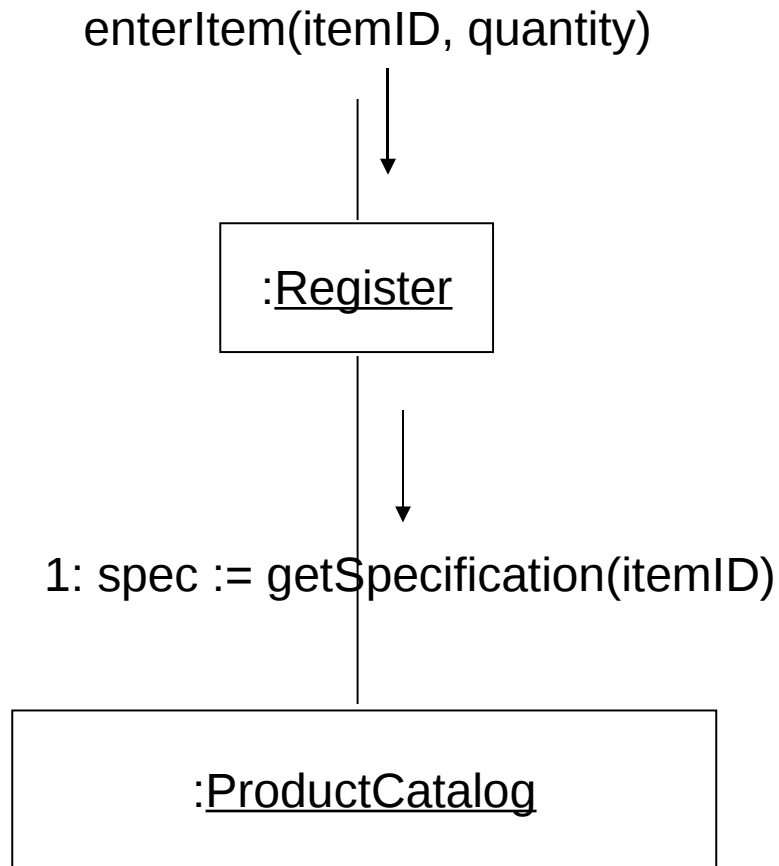 enterItem(itemID, quantity)
:Register
1: spec := getSpecification(itemID)
:ProductCatalog